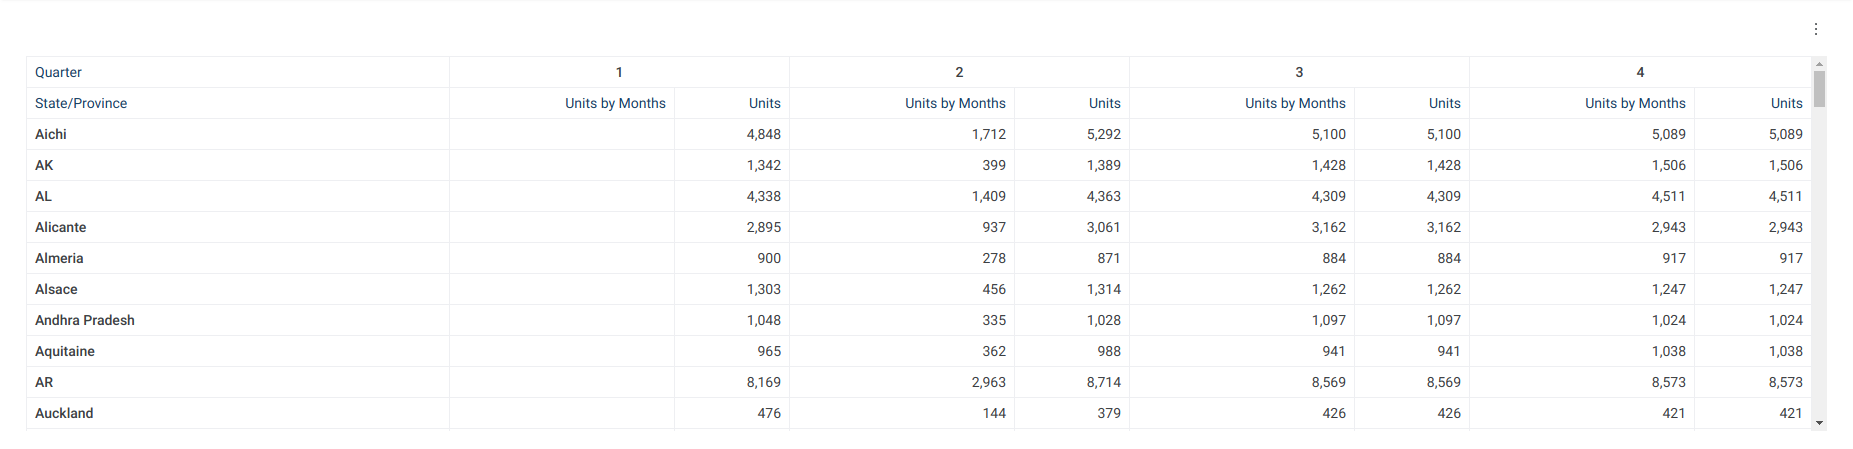 Quarter 1 2 3 4
State/Province Units by Months Units Units by Months Units Units by Months Units Units by Months Units
Aichi 4,848 1,712 5,292 5,100 5,100 5,089 5,089
AK 1,342 399 1,389 1,428 1,428 1,506 1,506
AL 4,338 1,409 4,363 4,309 4,309 4,511 4,511
Alicante 2,895 937 3,061 3,162 3,162 2,943 2,943
Almeria 900 278 871 884 884 917 917
Alsace 1,303 456 1,314 1,262 1,262 1,247 1,247
Andhra Pradesh 1,048 335 1,028 1,097 1,097 1,024 1,024
Aquitaine 965 362 988 941 941 1,038 1,038
AR 8,169 2,963 8,714 8,569 8,569 8,573 8,573
Auckland 476 144 379 426 426 421 421